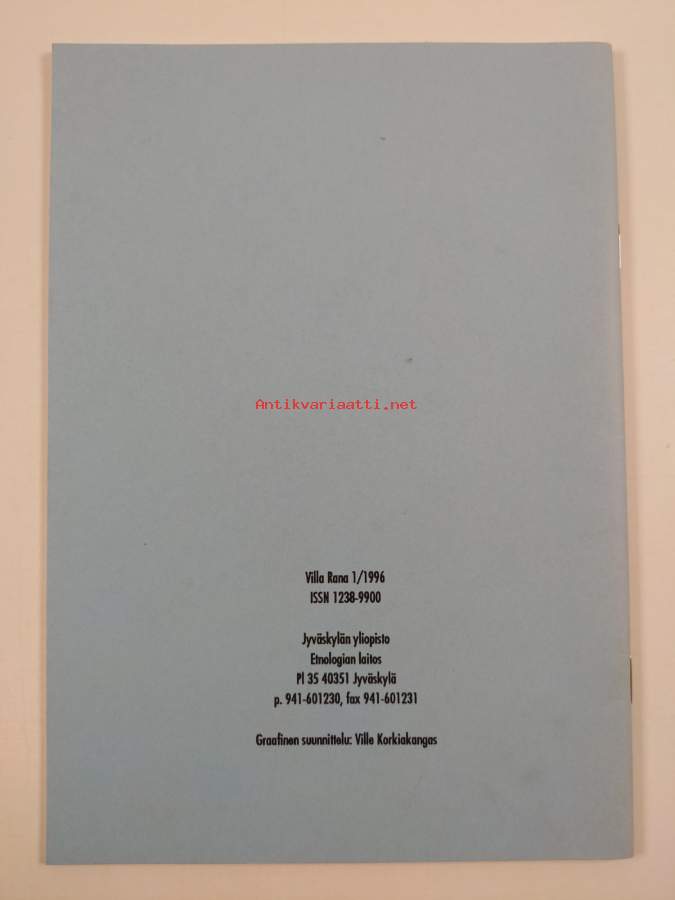 Antikvariaatti.net
Villa Rana 1/1996
ISSN 1238-9900
Jyväskylän yliopisto
Etnologian laitos
Pl 35 40351 Jyväskylä
p. 941-601230, fax 941-601231
Graafinen suunnittelu: Ville Korkiakangas